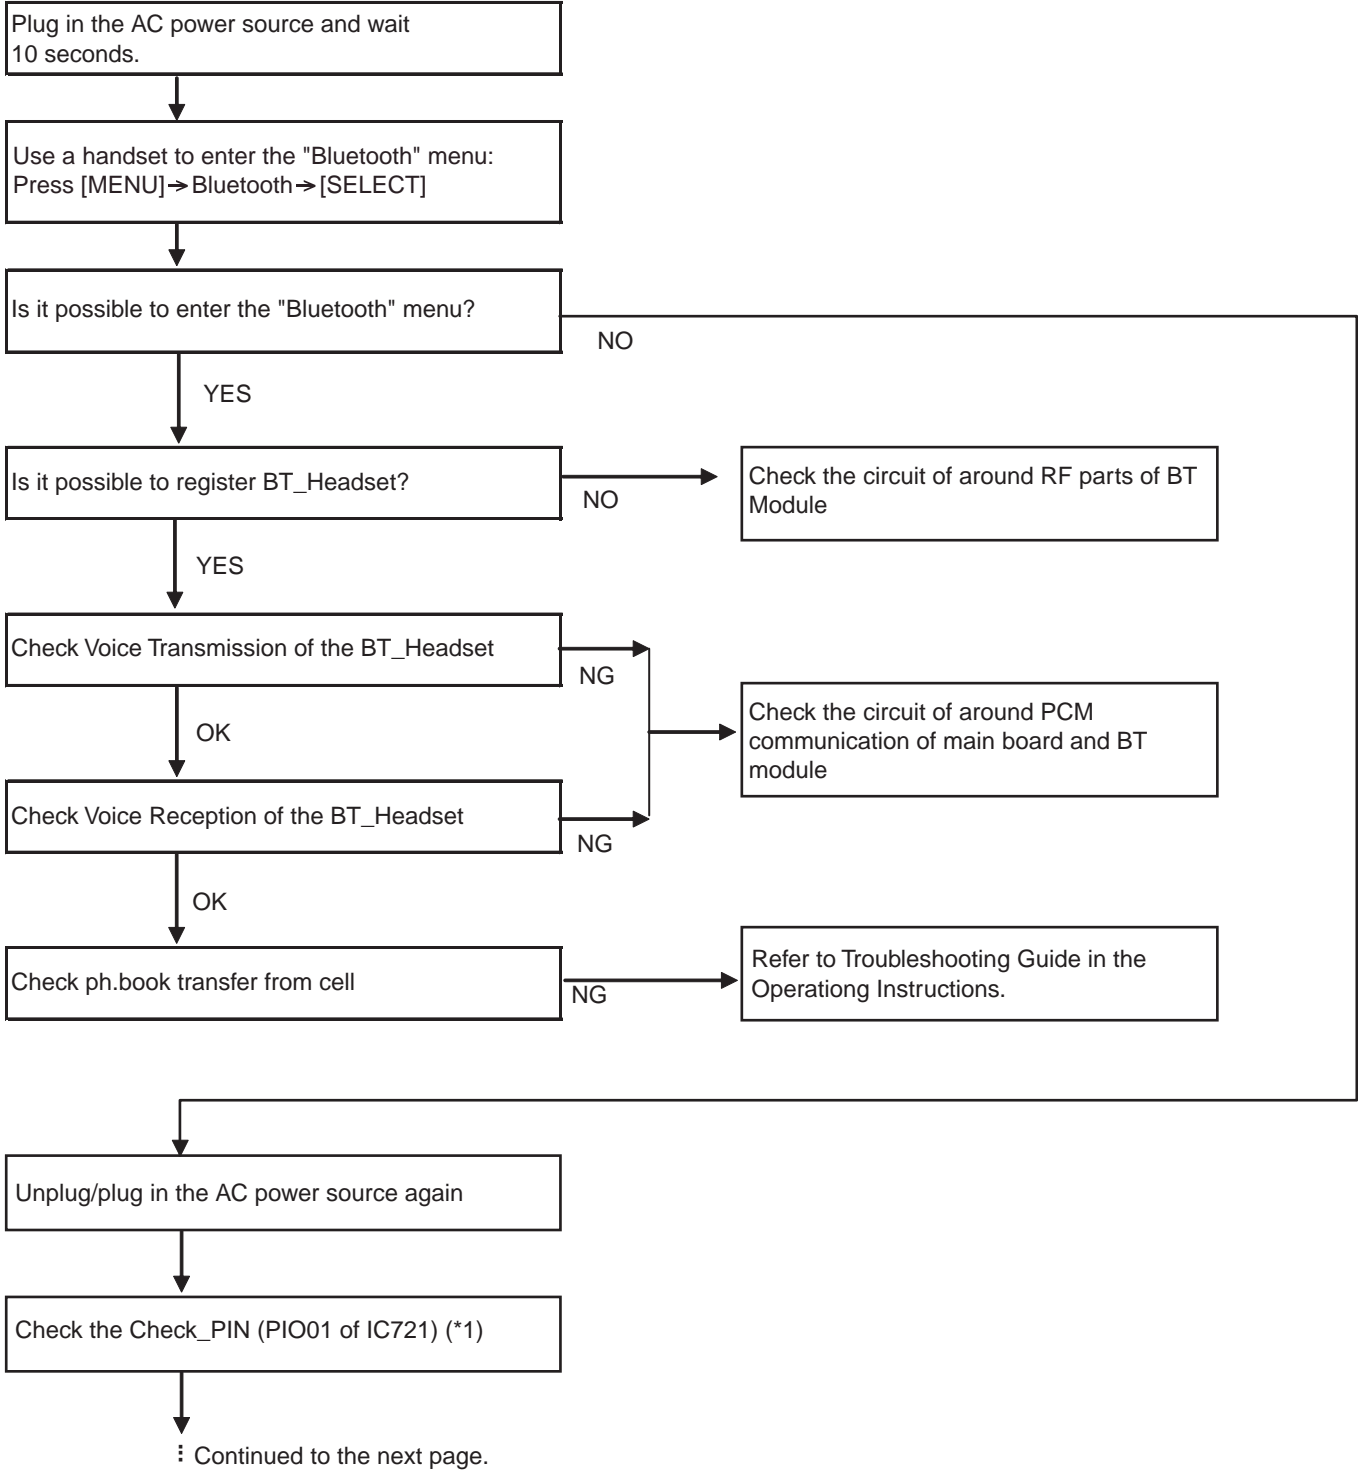 Plug in the AC power source and wait
10 seconds.
Use a handset to enter the "Bluetooth" menu:
Press [MENU]→Bluetooth→[SELECT]
Is it possible to enter the "Bluetooth" menu?
NO
YES
Is it possible to register BT_Headset?
NO
Check the circuit of around RF parts of BT
Module
YES
Check Voice Transmission of the BT_Headset
NG
OK
Check the circuit of around PCM
communication of main board and BT
module
Check Voice Reception of the BT_Headset
NG
OK
Check ph.book transfer from cell
NG
Refer to Troubleshooting Guide in the
Operationg Instructions.
Unplug/plug in the AC power source again
Check the Check_PIN (PIO01 of IC721) (*1)
Continued to the next page.